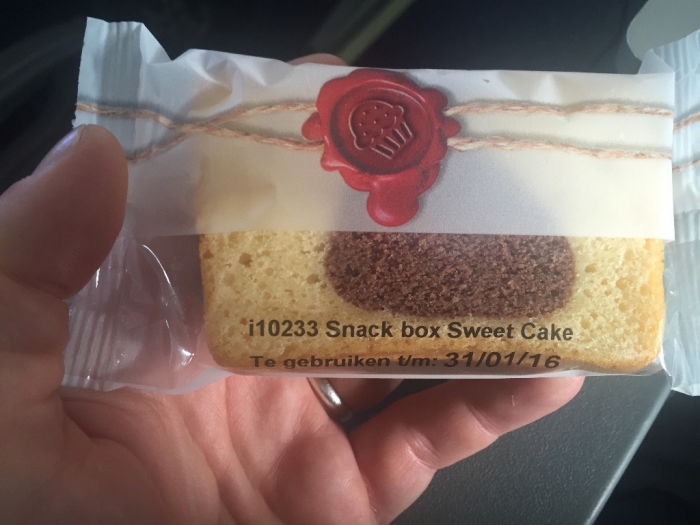 i10233 Snack box Sweet Cake
Te gebruiken t/m: 31/01/16